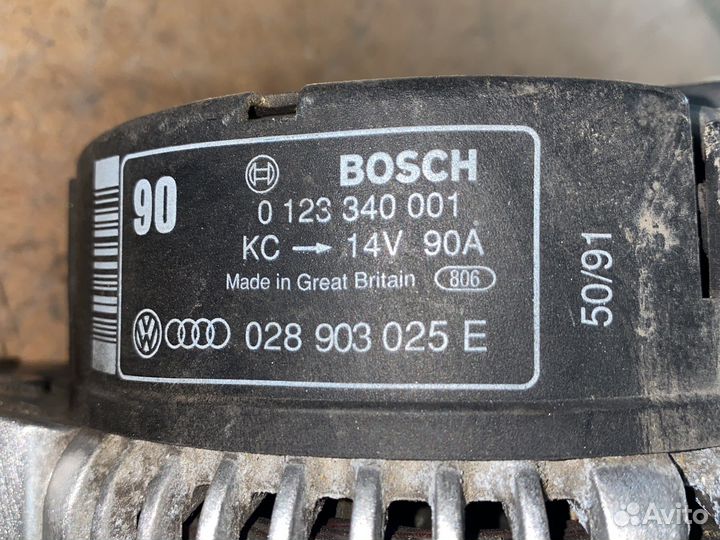 90
BOSCH
0 123 340 001
KC → 14V 90A
Made in Great Britain 806
028 903 025 E
50/91
Avito